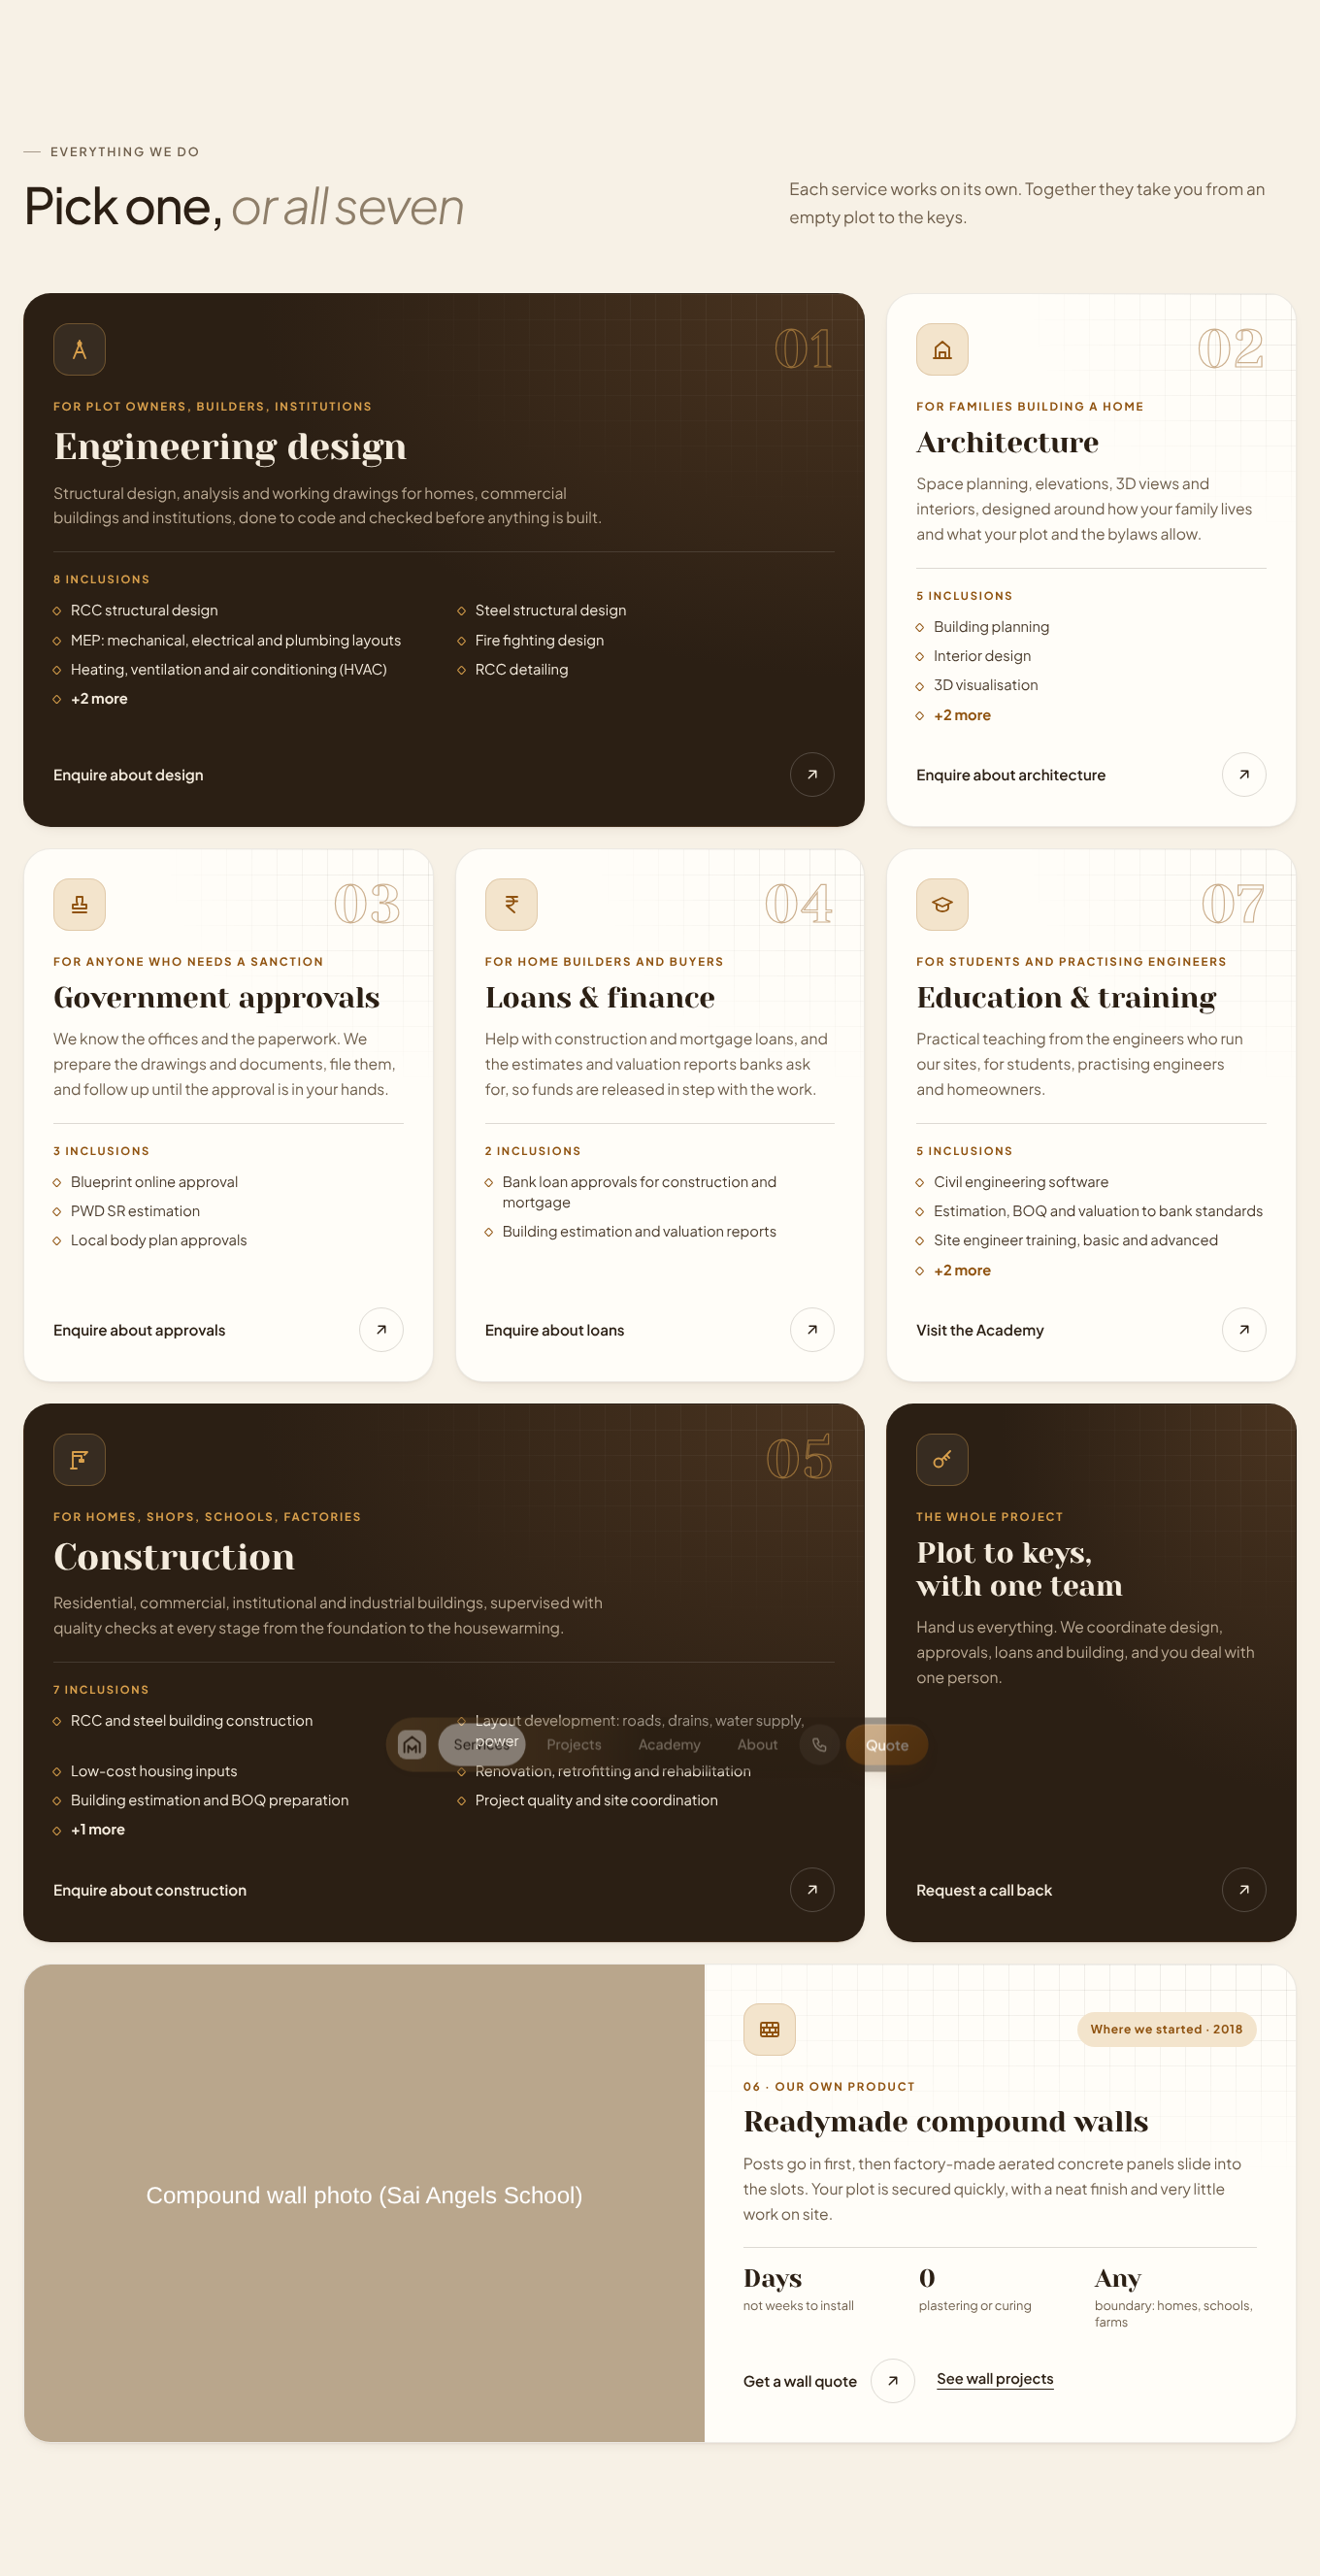 EVERYTHING WE DO
Pick one, or all seven
Each service works on its own. Together they take you from an
empty plot to the keys.
01
FOR PLOT OWNERS, BUILDERS, INSTITUTIONS
Engineering design
Structural design, analysis and working drawings for homes, commercial
buildings and institutions, done to code and checked before anything is built.
8 INCLUSIONS
RCC structural design
Steel structural design
MEP: mechanical, electrical and plumbing layouts
Fire fighting design
Heating, ventilation and air conditioning (HVAC)
RCC detailing
+2 more
Enquire about design
02
FOR FAMILIES BUILDING A HOME
Architecture
Space planning, elevations, 3D views and
interiors, designed around how your family lives
and what your plot and the bylaws allow.
5 INCLUSIONS
Building planning
Interior design
3D visualisation
+2 more
Enquire about architecture
03
FOR ANYONE WHO NEEDS A SANCTION
Government approvals
We know the offices and the paperwork. We
prepare the drawings and documents, file them,
and follow up until the approval is in your hands.
3 INCLUSIONS
Blueprint online approval
PWD SR estimation
Local body plan approvals
Enquire about approvals
04
FOR HOME BUILDERS AND BUYERS
Loans & finance
Help with construction and mortgage loans, and
the estimates and valuation reports banks ask
for, so funds are released in step with the work.
2 INCLUSIONS
Bank loan approvals for construction and
mortgage
Building estimation and valuation reports
Enquire about loans
07
FOR STUDENTS AND PRACTISING ENGINEERS
Education & training
Practical teaching from the engineers who run
our sites, for students, practising engineers
and homeowners.
5 INCLUSIONS
Civil engineering software
Estimation, BOQ and valuation to bank standards
Site engineer training, basic and advanced
+2 more
Visit the Academy
05
FOR HOMES, SHOPS, SCHOOLS, FACTORIES
Construction
Residential, commercial, institutional and industrial buildings, supervised with
quality checks at every stage from the foundation to the housewarming.
7 INCLUSIONS
RCC and steel building construction
Layout development: roads, drains, water supply,
power
Services
Projects
Academy
About
Quote
Low-cost housing inputs
Renovation, retrofitting and rehabilitation
Building estimation and BOQ preparation
Project quality and site coordination
+1 more
Enquire about construction
THE WHOLE PROJECT
Plot to keys,
with one team
Hand us everything. We coordinate design,
approvals, loans and building, and you deal with
one person.
Request a call back
Compound wall photo (Sai Angels School)
Where we started · 2018
06 · OUR OWN PRODUCT
Readymade compound walls
Posts go in first, then factory-made aerated concrete panels slide into
the slots. Your plot is secured quickly, with a neat finish and very little
work on site.
Days
not weeks to install
0
plastering or curing
Any
boundary: homes, schools,
farms
Get a wall quote
See wall projects